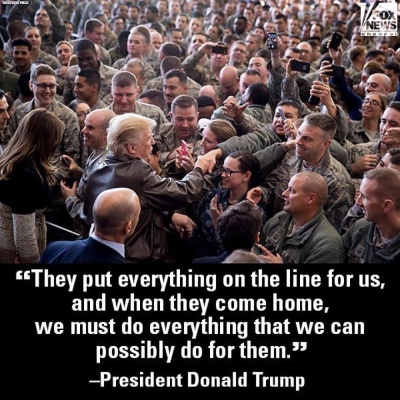 FOX
NEWS
channel
“They put everything on the line for us,
and when they come home,
we must do everything that we can
possibly do for them.”
–President Donald Trump